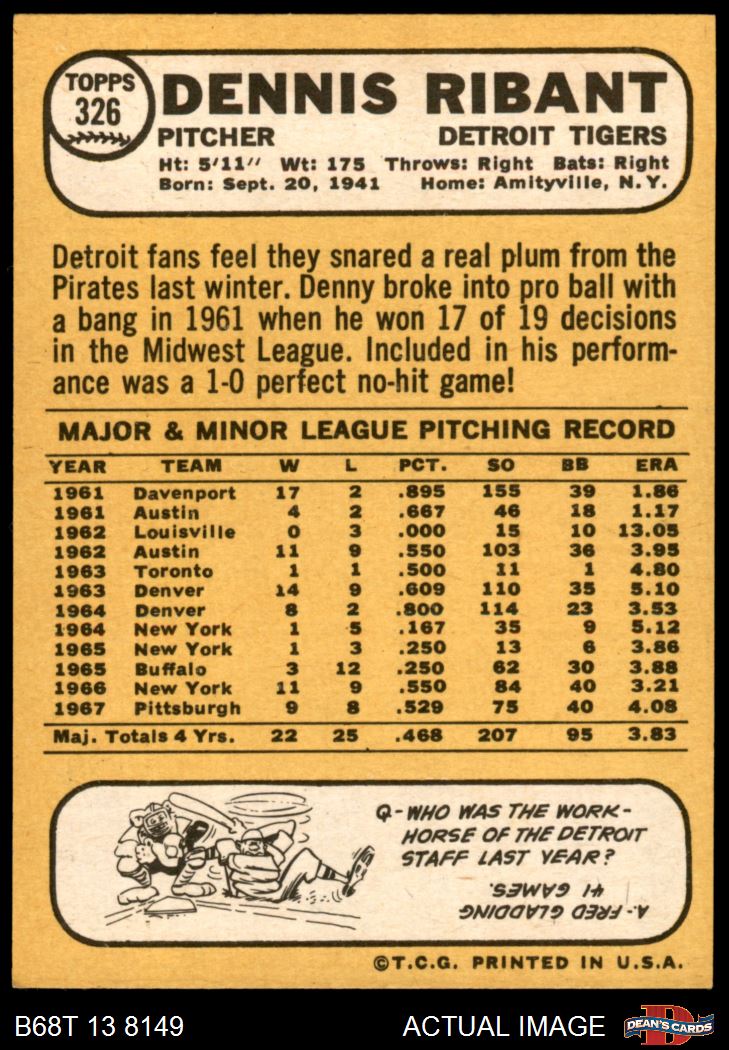 TOPPS
326
DENNIS RIBANT
PITCHER DETROIT TIGERS
Ht: 5'11" Wt: 175 Throws: Right Bats: Right
Born: Sept. 20, 1941 Home: Amityville, N. Y.
Detroit fans feel they snared a real plum from the
Pirates last winter. Denny broke into pro ball with
a bang in 1961 when he won 17 of 19 decisions
in the Midwest League. Included in his perform-
ance was a 1-0 perfect no-hit game!
MAJOR & MINOR LEAGUE PITCHING RECORD
YEAR TEAM W L PCT. SO BB ERA
1961 Davenport 17 2 .895 155 39 1.86
1961 Austin 4 2 .667 46 18 1.17
1962 Louisville 0 3 .000 15 10 13.05
1962 Austin 11 9 .550 103 36 3.95
1963 Toronto 1 1 .500 11 1 4.80
1963 Denver 14 9 .609 110 35 5.10
1964 Denver 8 2 .800 114 23 3.53
1964 New York 1 5 .167 35 9 5.12
1965 New York 1 3 .250 13 6 3.86
1965 Buffalo 3 12 .250 62 30 3.88
1966 New York 11 9 .550 84 40 3.21
1967 Pittsburgh 9 8 .529 75 40 4.08
Maj. Totals 4 Yrs. 22 25 .468 207 95 3.83
Q-WHO WAS THE WORK-
HORSE OF THE DETROIT
STAFF LAST YEAR?
A-FRED GLADDING
41 GAMES.
©T.C.G. PRINTED IN U.S.A.
B68T 13 8149 ACTUAL IMAGE
D
DEAN'S CARDS